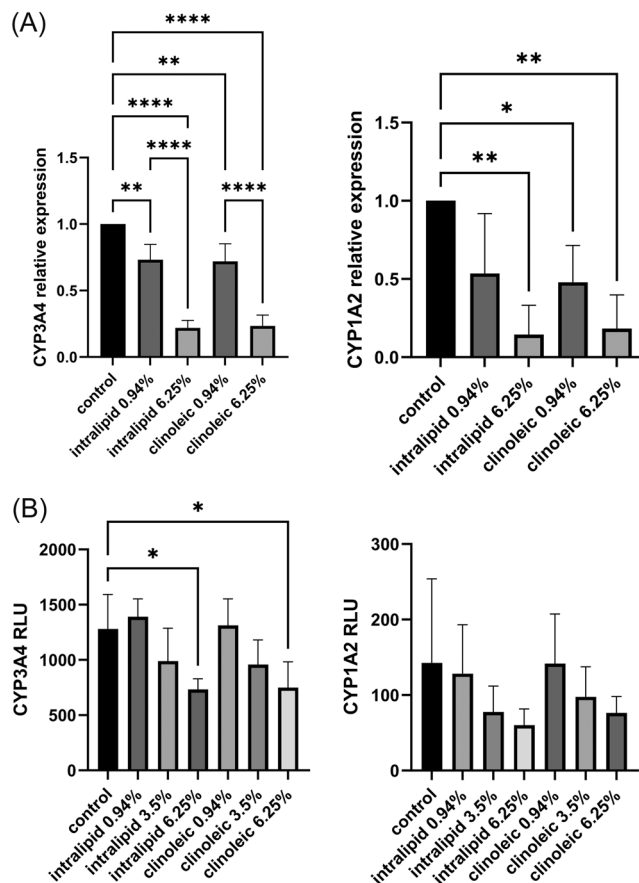 (A)
****
**
****
****
**
****
CYP3A4 relative expression
1.5
1.0
0.5
0.0
control
intralipid 0.94%
intralipid 6.25%
clinoleic 0.94%
clinoleic 6.25%
**
*
**
CYP1A2 relative expression
1.5
1.0
0.5
0.0
control
intralipid 0.94%
intralipid 6.25%
clinoleic 0.94%
clinoleic 6.25%
(B)
*
*
CYP3A4 RLU
2000
1500
1000
500
0
control
intralipid 0.94%
intralipid 3.5%
intralipid 6.25%
clinoleic 0.94%
clinoleic 3.5%
clinoleic 6.25%
CYP1A2 RLU
300
200
100
0
control
intralipid 0.94%
intralipid 3.5%
intralipid 6.25%
clinoleic 0.94%
clinoleic 3.5%
clinoleic 6.25%